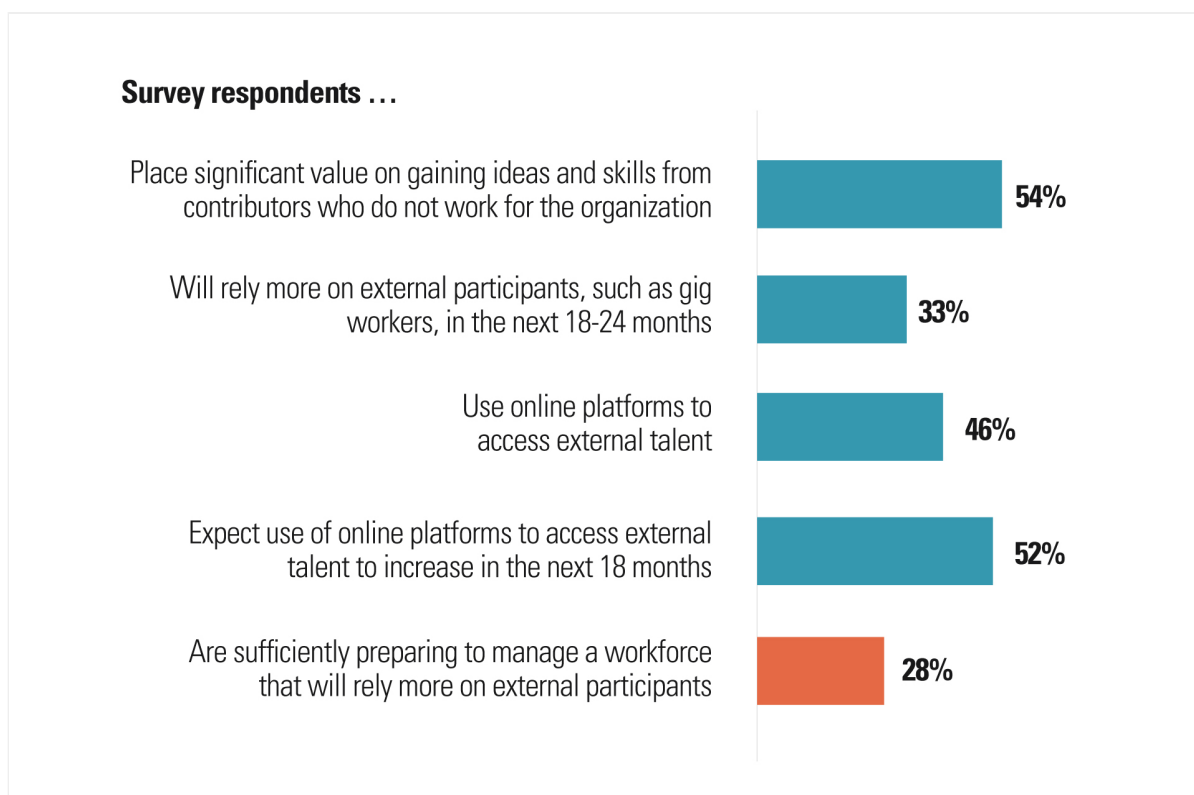 Survey respondents …
Place significant value on gaining ideas and skills from
contributors who do not work for the organization
54%
Will rely more on external participants, such as gig
workers, in the next 18-24 months
33%
Use online platforms to
access external talent
46%
Expect use of online platforms to access external
talent to increase in the next 18 months
52%
Are sufficiently preparing to manage a workforce
that will rely more on external participants
28%